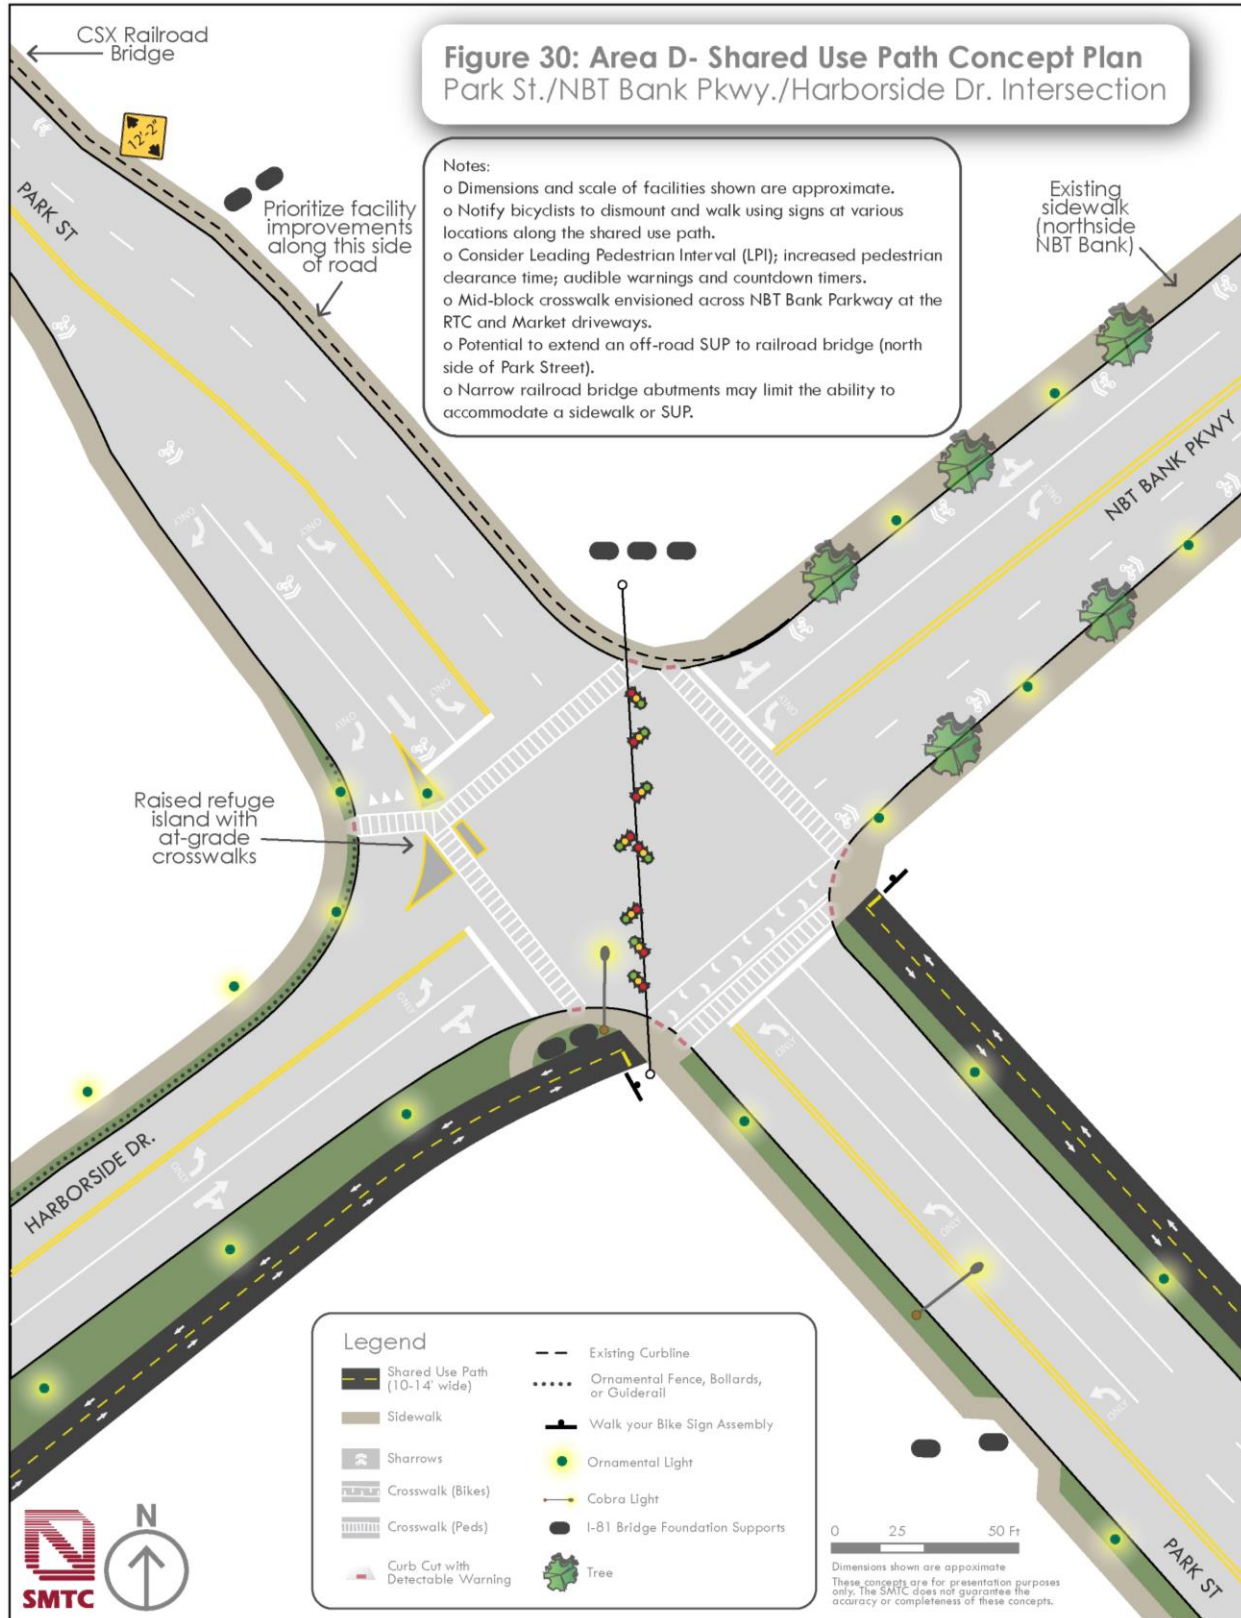 CSX Railroad
Bridge
Figure 30: Area D- Shared Use Path Concept Plan
Park St./NBT Bank Pkwy./Harborside Dr. Intersection
12'-2"
PARK ST
Prioritize facility
improvements
along this side
of road
Notes:
o Dimensions and scale of facilities shown are approximate.
o Notify bicyclists to dismount and walk using signs at various
locations along the shared use path.
o Consider Leading Pedestrian Interval (LPI); increased pedestrian
clearance time; audible warnings and countdown timers.
o Mid-block crosswalk envisioned across NBT Bank Parkway at the
RTC and Market driveways.
o Potential to extend an off-road SUP to railroad bridge (north
side of Park Street).
o Narrow railroad bridge abutments may limit the ability to
accommodate a sidewalk or SUP.
Existing
sidewalk
(northside
NBT Bank)
NBT BANK PKWY
ONLY
ONLY
ONLY
ONLY
ONLY
ONLY
Raised refuge
island with
at-grade
crosswalks
ONLY
ONLY
HARBORSIDE DR.
ONLY
ONLY
ONLY
PARK ST
Legend
Shared Use Path
(10-14' wide)
Sidewalk
Sharrows
Crosswalk (Bikes)
Crosswalk (Peds)
Curb Cut with
Detectable Warning
Existing Curbline
Ornamental Fence, Bollards,
or Guiderail
Walk your Bike Sign Assembly
Ornamental Light
Cobra Light
I-81 Bridge Foundation Supports
Tree
N
SMTC
0 25 50 Ft
Dimensions shown are appoximate
These concepts are for presentation purposes
only. The SMTC does not guarantee the
accuracy or completeness of these concepts.